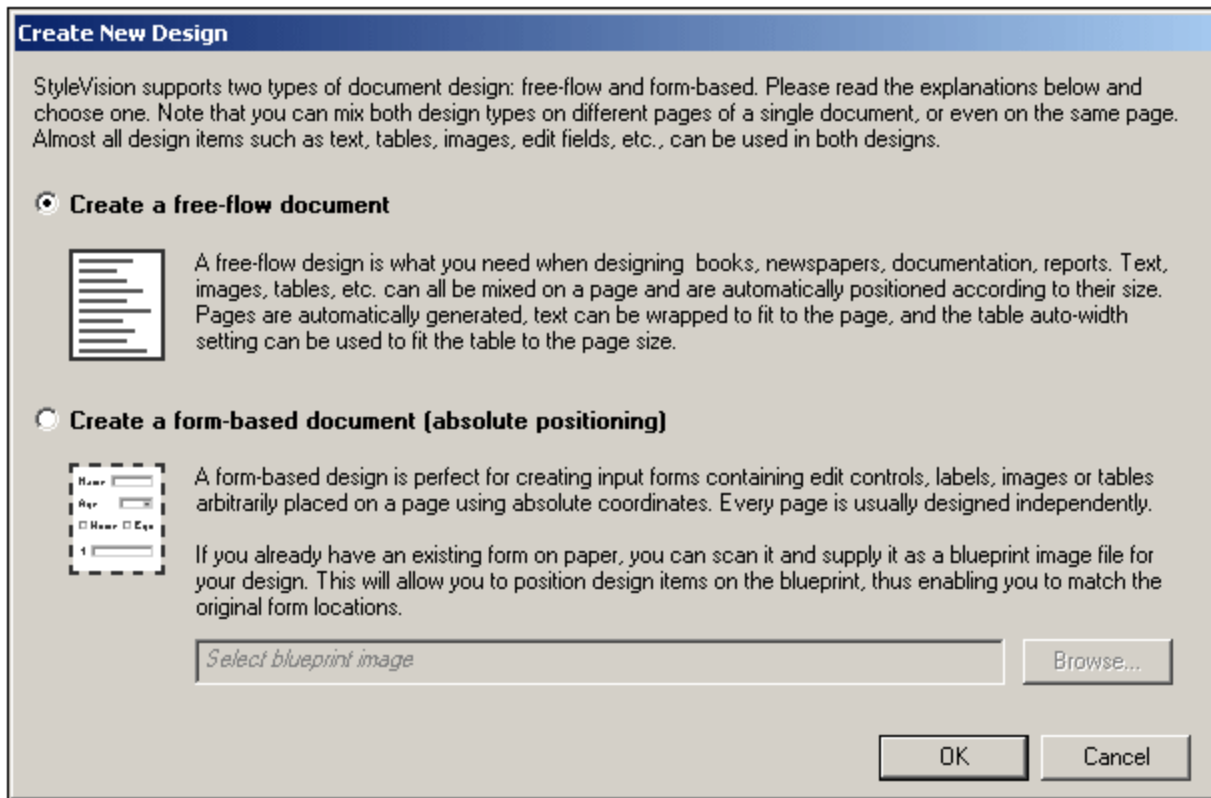 Create New Design
StyleVision supports two types of document design: free-flow and form-based. Please read the explanations below and
choose one. Note that you can mix both design types on different pages of a single document, or even on the same page.
Almost all design items such as text, tables, images, edit fields, etc., can be used in both designs.
Create a free-flow document
A free-flow design is what you need when designing books, newspapers, documentation, reports. Text,
images, tables, etc. can all be mixed on a page and are automatically positioned according to their size.
Pages are automatically generated, text can be wrapped to fit to the page, and the table auto-width
setting can be used to fit the table to the page size.
Create a form-based document (absolute positioning)
Name
Age
A form-based design is perfect for creating input forms containing edit controls, labels, images or tables
arbitrarily placed on a page using absolute coordinates. Every page is usually designed independently.
If you already have an existing form on paper, you can scan it and supply it as a blueprint image file for
your design. This will allow you to position design items on the blueprint, thus enabling you to match the
original form locations.
Select blueprint image
Browse...
OK
Cancel